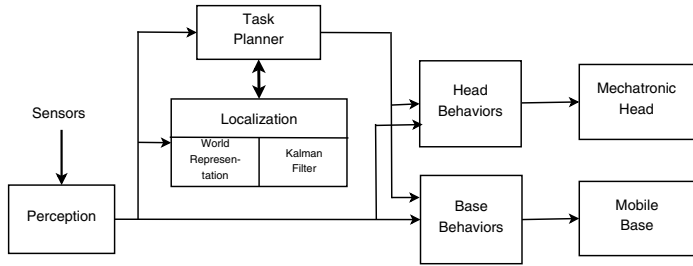 Task
Planner
Sensors
Localization
World
Represen-
tation
Kalman
Filter
Perception
Head
Behaviors
Mechatronic
Head
Base
Behaviors
Mobile
Base